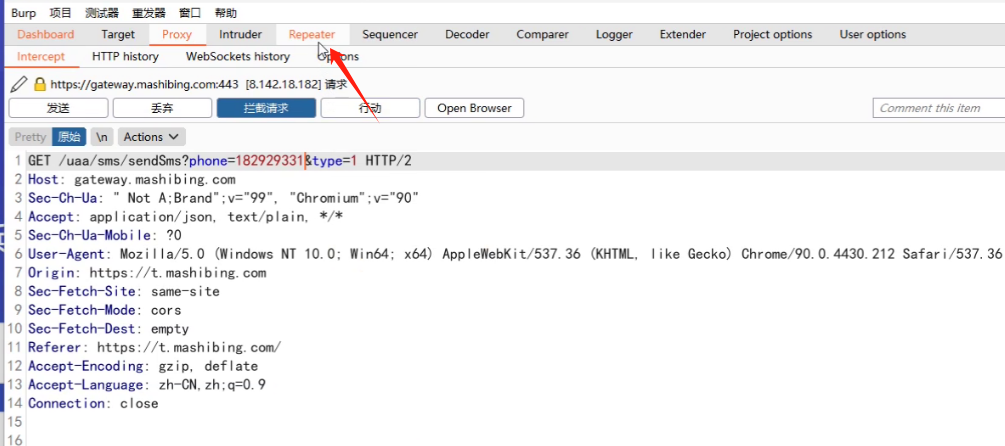 Burp 项目 测试器 重发器 窗口 帮助
Dashboard Target Proxy Intruder Repeater Sequencer Decoder Comparer Logger Extender Project options User options
Intercept HTTP history WebSockets history Options
https://gateway.mashibing.com:443 [8.142.18.182] 请求
发送 丢弃 拦截请求 行动 Open Browser Comment this item
Pretty 原始 \n Actions
1 GET /uaa/sms/sendSms?phone=182929331&type=1 HTTP/2
2 Host: gateway.mashibing.com
3 Sec-Ch-Ua: " Not A;Brand";v="99", "Chromium";v="90"
4 Accept: application/json, text/plain, */*
5 Sec-Ch-Ua-Mobile: ?0
6 User-Agent: Mozilla/5.0 (Windows NT 10.0; Win64; x64) AppleWebKit/537.36 (KHTML, like Gecko) Chrome/90.0.4430.212 Safari/537.36
7 Origin: https://t.mashibing.com
8 Sec-Fetch-Site: same-site
9 Sec-Fetch-Mode: cors
10 Sec-Fetch-Dest: empty
11 Referer: https://t.mashibing.com/
12 Accept-Encoding: gzip, deflate
13 Accept-Language: zh-CN,zh;q=0.9
14 Connection: close
15
16